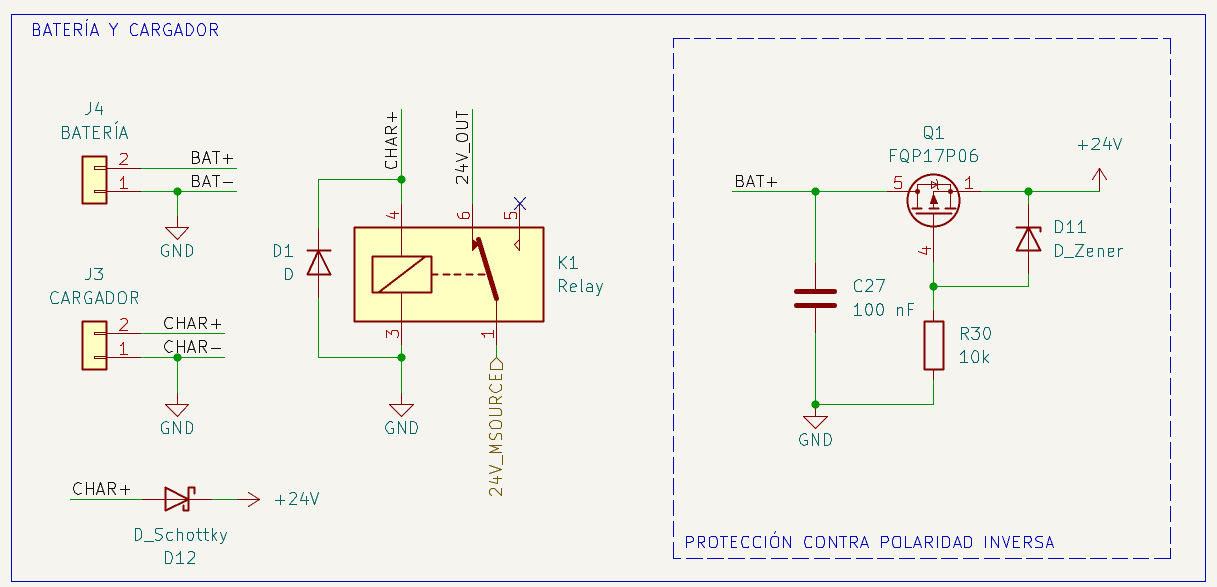 BATERÍA Y CARGADOR
J4
BATERÍA
2
BAT+
1
BAT-
GND
J3
CARGADOR
2
CHAR+
1
CHAR-
GND
CHAR+
+24V
D_Schottky
D12
CHAR+
24V_OUT
4
6
5
D1
D
K1
Relay
3
1
GND
24V_MSOURCED
Q1
FQP17P06
+24V
BAT+
5
1
4
D11
D_Zener
C27
100 nF
R30
10k
GND
PROTECCIÓN CONTRA POLARIDAD INVERSA